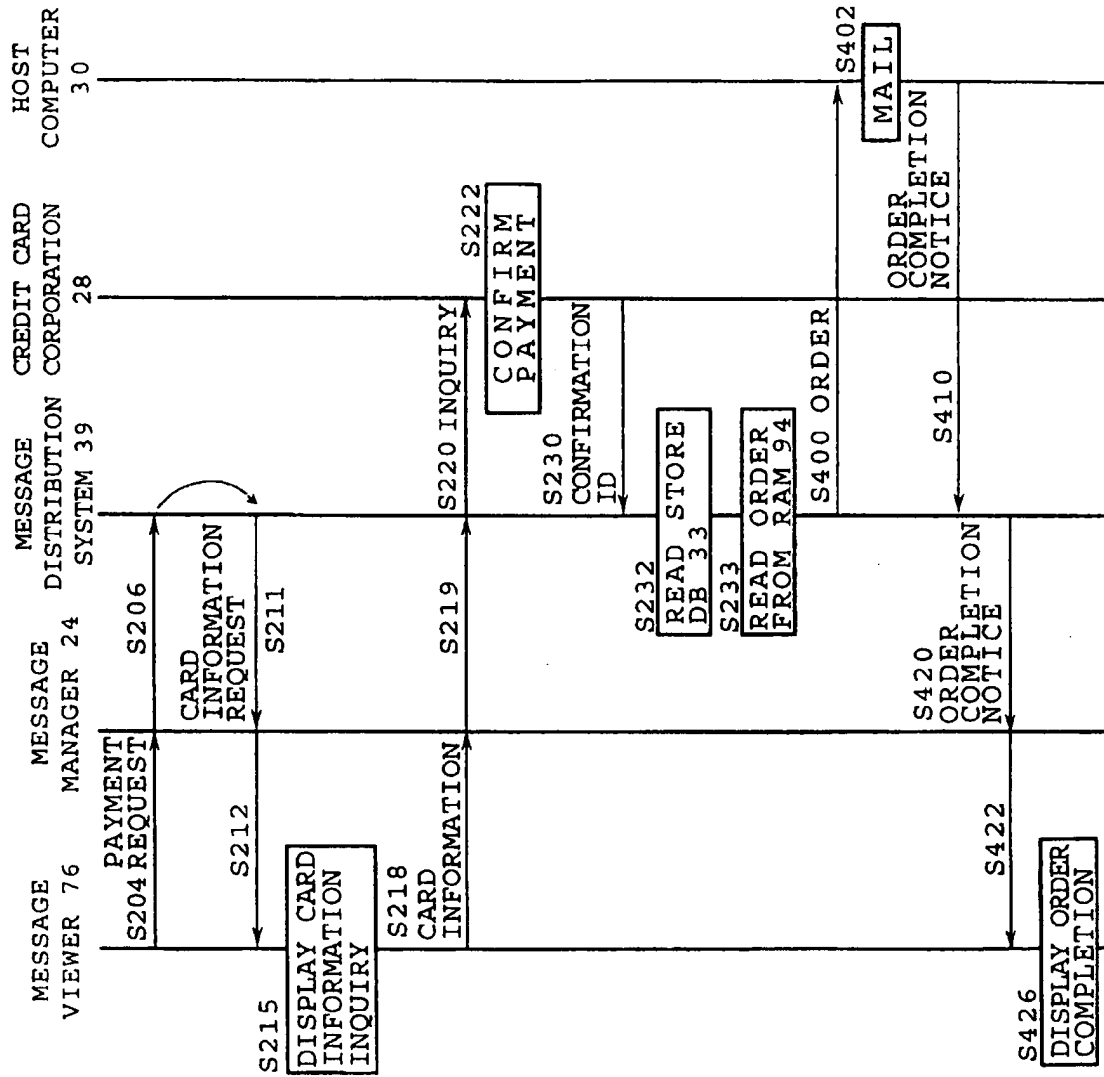 MESSAGE
VIEWER 76
MESSAGE
MANAGER 24
MESSAGE
DISTRIBUTION
SYSTEM 39
CREDIT CARD
CORPORATION
28
HOST
COMPUTER
30
PAYMENT
S204 REQUEST
S206
CARD
INFORMATION
REQUEST
S211
S212
S215
DISPLAY CARD
INFORMATION
INQUIRY
S218
CARD
INFORMATION
S219
S220 INQUIRY
S222
CONFIRM
PAYMENT
S230
CONFIRMATION
ID
S232
READ STORE
DB 33
S233
READ ORDER
FROM RAM 94
S400 ORDER
S402
MAIL
ORDER
COMPLETION
NOTICE
S410
S420
ORDER
COMPLETION
NOTICE
S422
S426
DISPLAY ORDER
COMPLETION